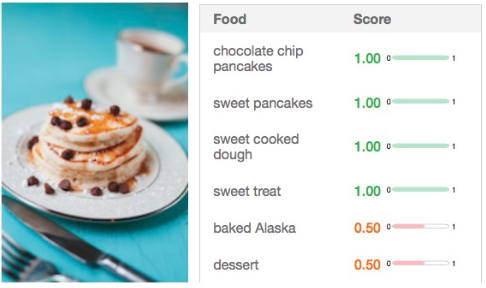 Food Score
chocolate chip
pancakes
1.00 0 1
sweet pancakes 1.00 0 1
sweet cooked
dough
1.00 0 1
sweet treat 1.00 0 1
baked Alaska 0.50 0 1
dessert 0.50 0 1